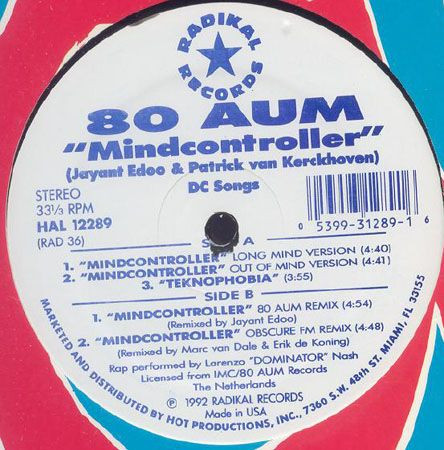 RADIKAL
RECORDS
80 AUM
"Mindcontroller"
(Jayant Edoo & Patrick van Kerckhoven)
DC Songs
STEREO
33⅓ RPM
HAL 12289
(RAD 36)
0 5399-31289-1 6
SIDE A
1. "MINDCONTROLLER" LONG MIND VERSION (4:40)
2. "MINDCONTROLLER" OUT OF MIND VERSION (4:41)
3. "TEKNOPHOBIA" (3:55)
SIDE B
1. "MINDCONTROLLER" 80 AUM REMIX (4:54)
(Remixed by Jayant Edoo)
2. "MINDCONTROLLER" OBSCURE FM REMIX (4:48)
(Remixed by Marc van Dale & Erik de Koning)
Rap performed by Larenzo "DOMINATOR" Nash
Licensed from IMC/80 AUM Records
The Netherlands
℗ 1992 RADIKAL RECORDS
Made in USA
MARKETED AND DISTRIBUTED BY HOT PRODUCTIONS, INC., 7360 S.W. 48th ST. MIAMI, FL 33155